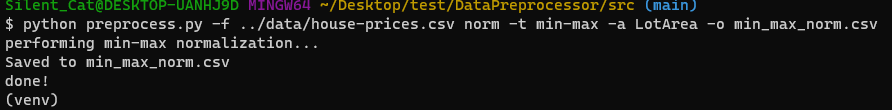 Silent_Cat@DESKTOP-UANHJ9D MINGW64 ~/Desktop/test/DataPreprocessor/src (main)
$ python preprocess.py -f ../data/house-prices.csv norm -t min-max -a LotArea -o min_max_norm.csv
performing min-max normalization...
Saved to min_max_norm.csv
done!
(venv)